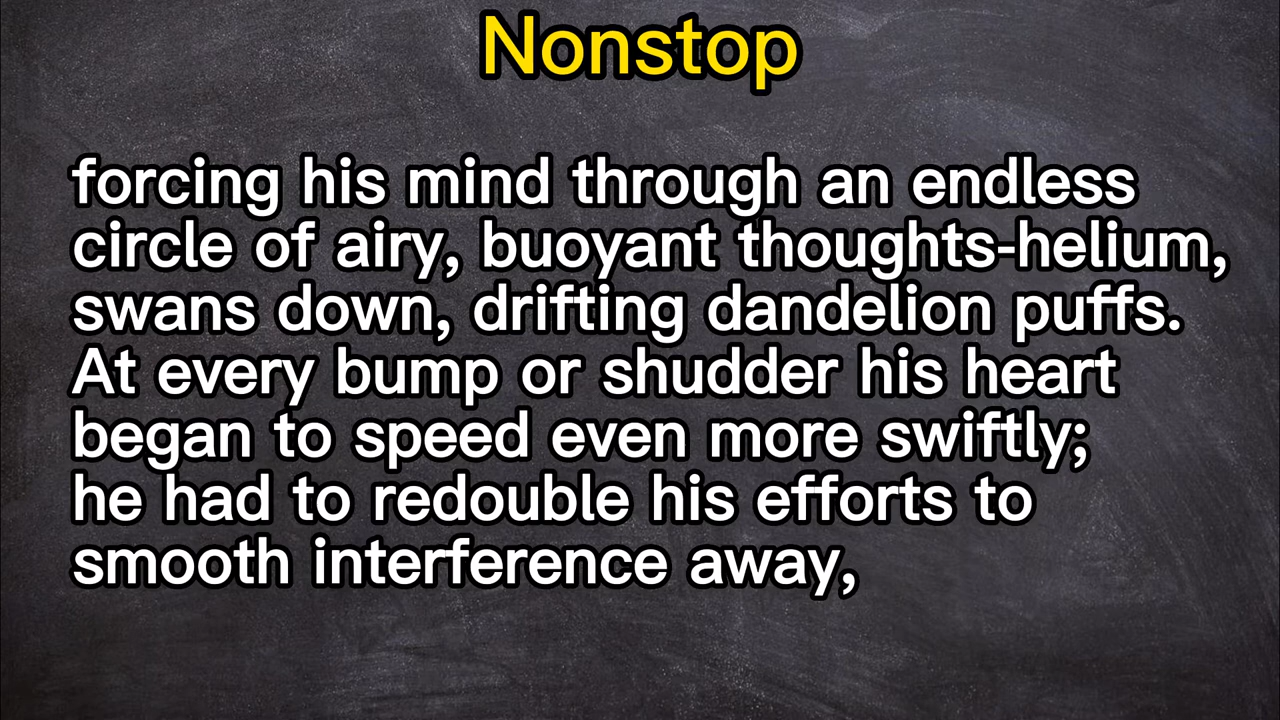 Nonstop
forcing his mind through an endless
circle of airy, buoyant thoughts-helium,
swans down, drifting dandelion puffs.
At every bump or shudder his heart
began to speed even more swiftly;
he had to redouble his efforts to
smooth interference away,